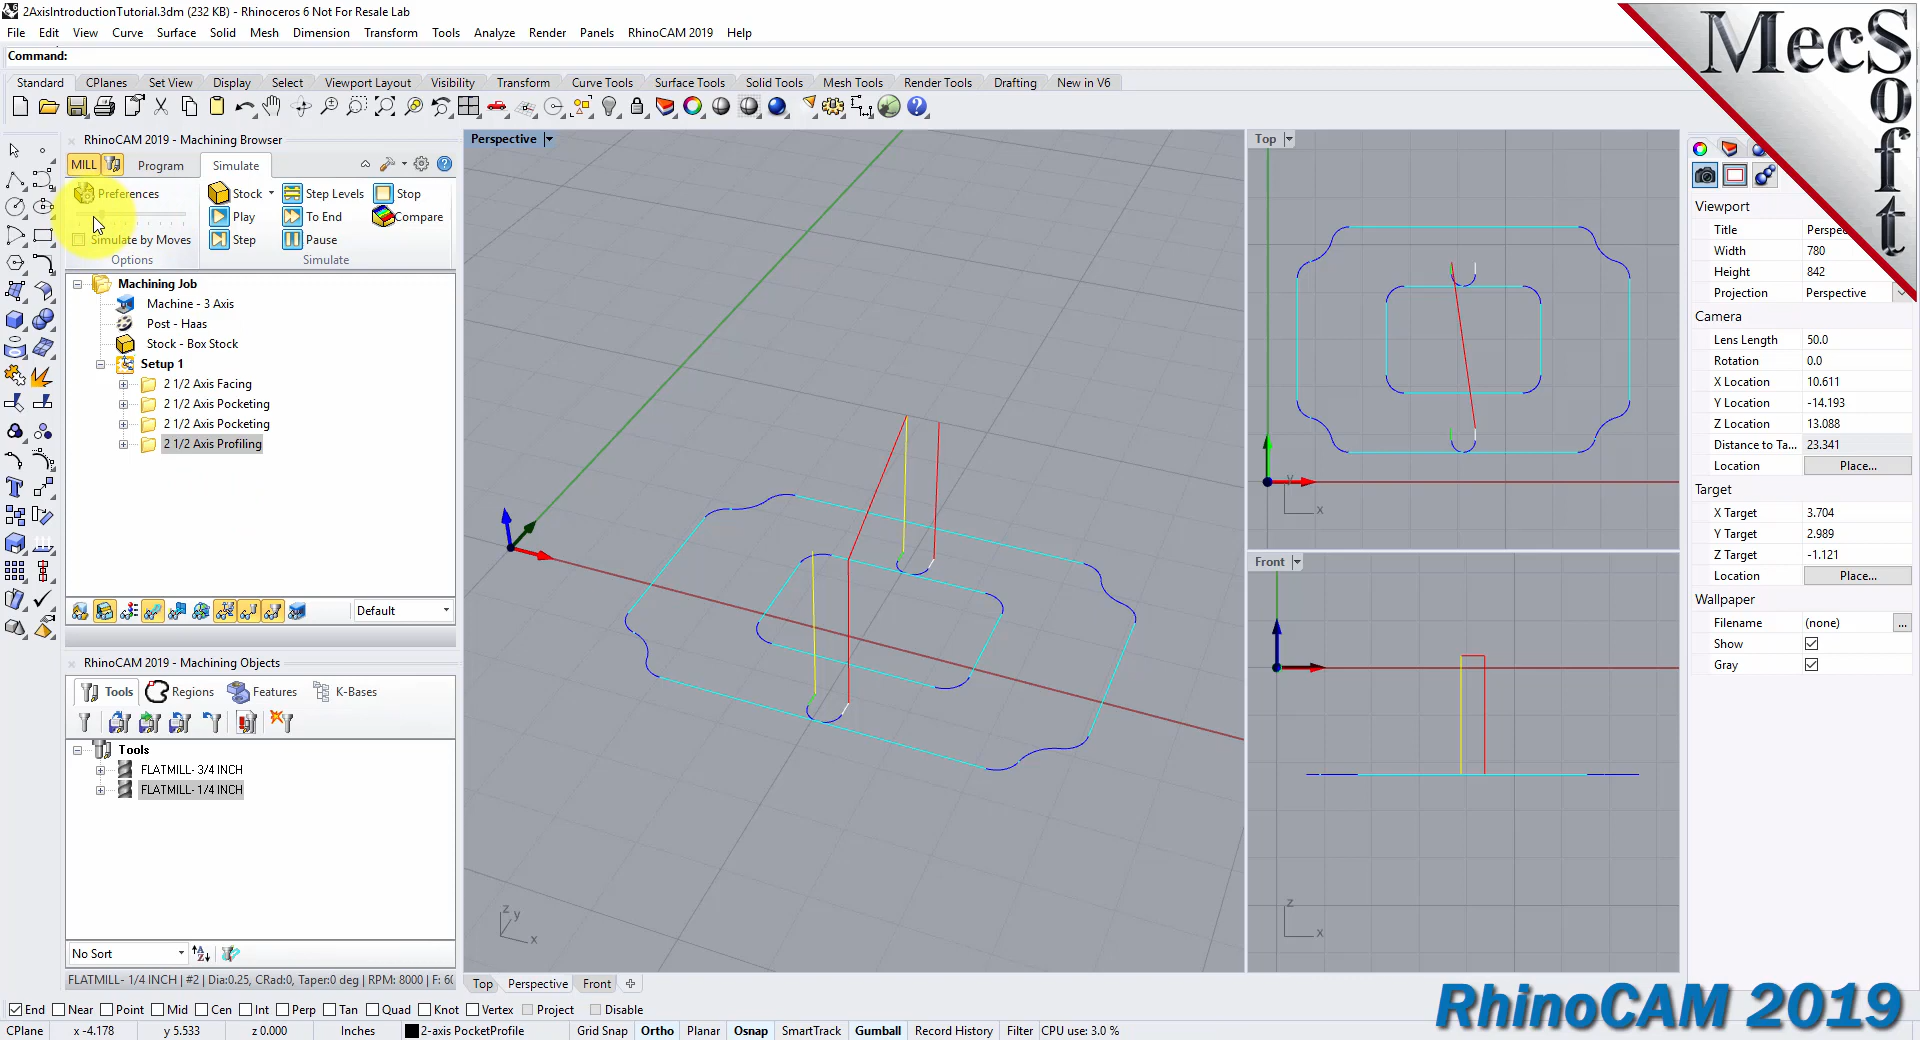 2AxisIntroductionTutorial.3dm (232 KB) - Rhinoceros 6 Not For Resale Lab
File Edit View Curve Surface Solid Mesh Dimension Transform Tools Analyze Render Panels RhinoCAM 2019 Help
Command:
Standard CPlanes Set View Display Select Viewport Layout Visibility Transform Curve Tools Surface Tools Solid Tools Mesh Tools Render Tools Drafting New in V6
MecSoft
RhinoCAM 2019 - Machining Browser
MILL Program Simulate
Preferences
Simulate by Moves
Options
Stock Step Levels Stop
Play To End Compare
Step Pause
Simulate
Machining Job
Machine - 3 Axis
Post - Haas
Stock - Box Stock
Setup 1
2 1/2 Axis Facing
2 1/2 Axis Pocketing
2 1/2 Axis Pocketing
2 1/2 Axis Profiling
Default
RhinoCAM 2019 - Machining Objects
Tools Regions Features K-Bases
Tools
FLATMILL- 3/4 INCH
FLATMILL- 1/4 INCH
No Sort
FLATMILL- 1/4 INCH | #2 | Dia:0.25, CRad:0, Taper:0 deg | RPM: 8000 | F: 60
Perspective
z y x
Top
y x
Front
z x
Top Perspective Front
Viewport
Title Perspe
Width 780
Height 842
Projection Perspective
Camera
Lens Length 50.0
Rotation 0.0
X Location 10.611
Y Location -14.193
Z Location 13.088
Distance to Ta... 23.341
Location Place...
Target
X Target 3.704
Y Target 2.989
Z Target -1.121
Location Place...
Wallpaper
Filename (none) ...
Show
Gray
RhinoCAM 2019
End Near Point Mid Cen Int Perp Tan Quad Knot Vertex Project Disable
CPlane x -4.178 y 5.533 z 0.000 Inches 2-axis PocketProfile Grid Snap Ortho Planar Osnap SmartTrack Gumball Record History Filter CPU use: 3.0 %